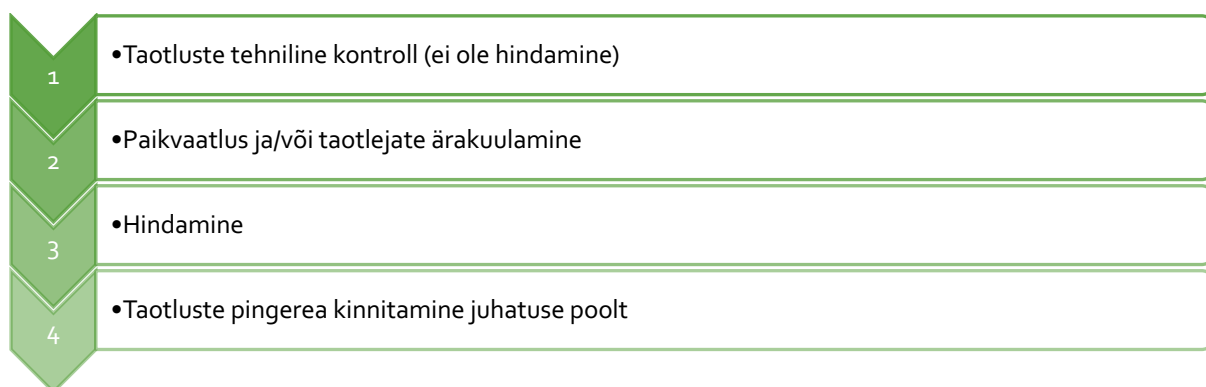 1
•Taotluste tehniline kontroll (ei ole hindamine)
2
•Paikvaatlus ja/või taotlejate ärakuulamine
3
•Hindamine
4
•Taotluste pingerea kinnitamine juhatuse poolt